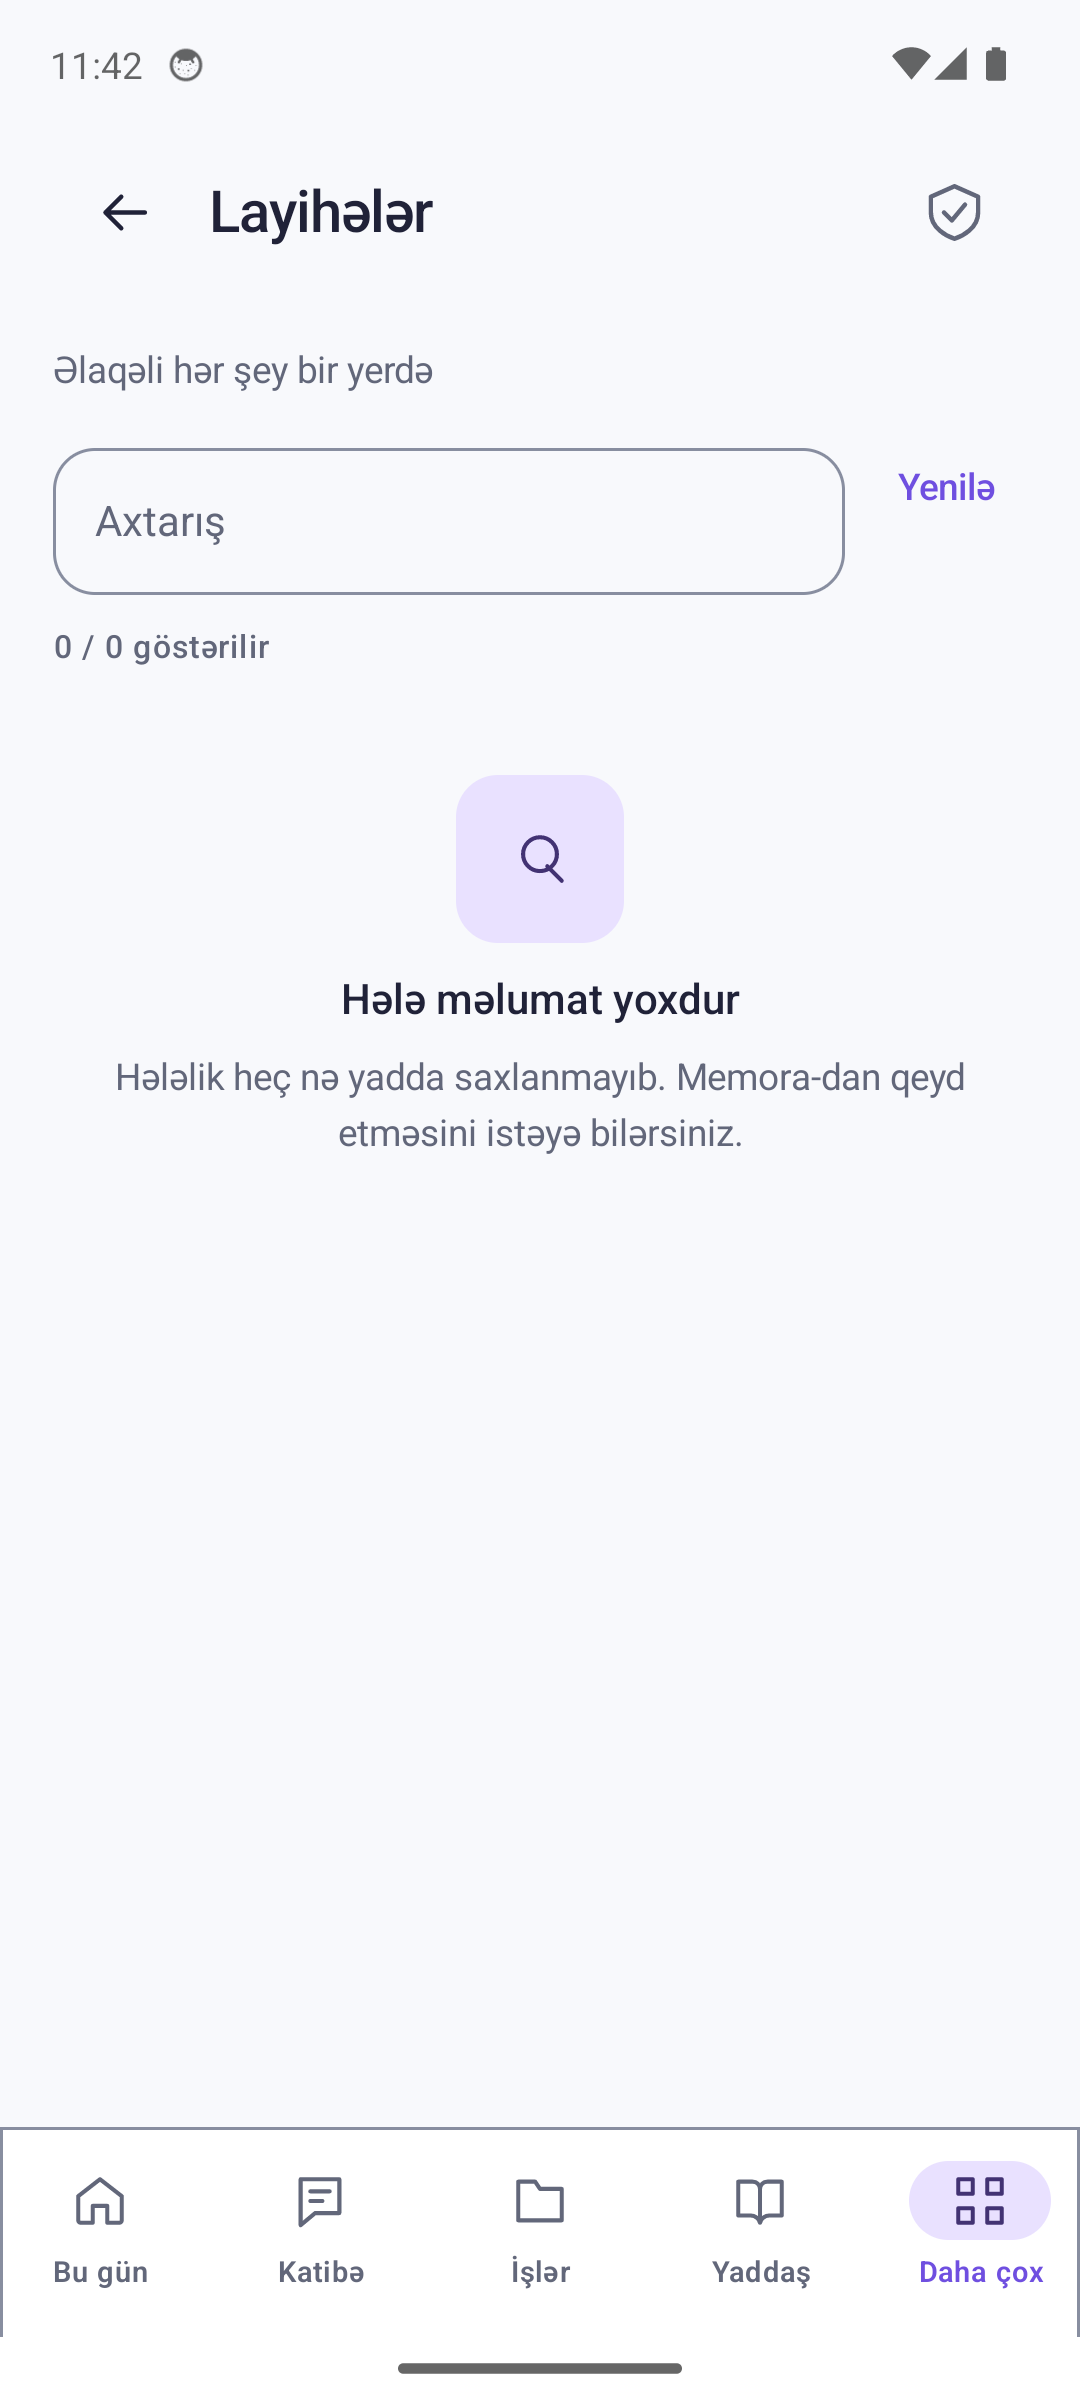 11:42
Layihələr
Əlaqəli hər şey bir yerdə
Axtarış
Yenilə
0 / 0 göstərilir
Hələ məlumat yoxdur
Hələlik heç nə yadda saxlanmayıb. Memora-dan qeyd
etməsini istəyə bilərsiniz.
Bu gün
Katibə
İşlər
Yaddaş
Daha çox